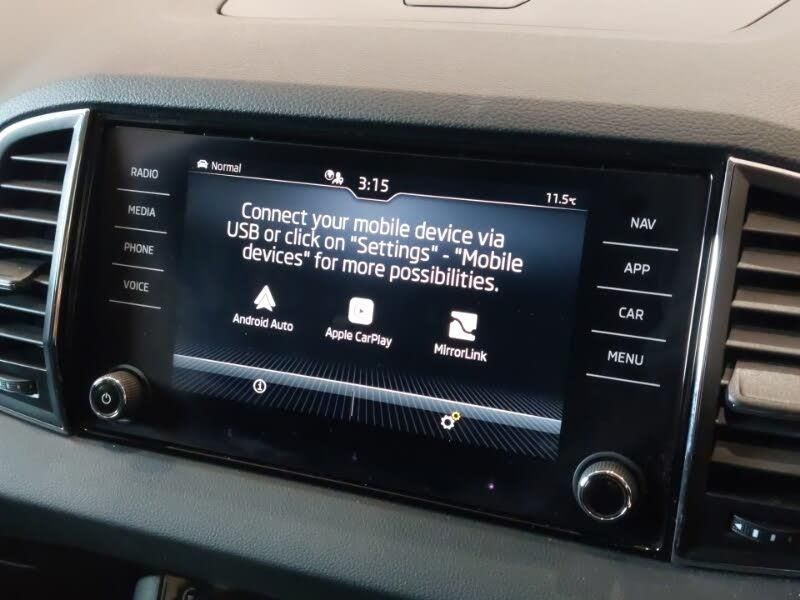 RADIO
MEDIA
PHONE
VOICE
Normal
3:15
11.5°C
Connect your mobile device via
USB or click on "Settings" - "Mobile
devices" for more possibilities.
Android Auto
Apple CarPlay
MirrorLink
NAV
APP
CAR
MENU